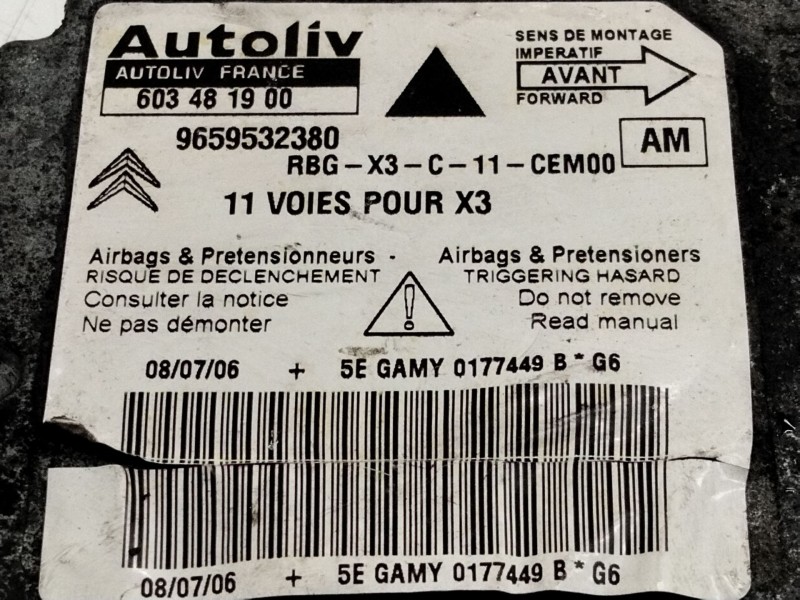 Autoliv
AUTOLIV FRANCE
603 48 19 00
SENS DE MONTAGE
IMPERATIF
AVANT
FORWARD
9659532380
AM
RBG-X3-C-11-CEM00
11 VOIES POUR X3
Airbags & Pretensionneurs - Airbags & Pretensioners
RISQUE DE DECLENCHEMENT TRIGGERING HASARD
Consulter la notice Do not remove
Ne pas démonter Read manual
!
08/07/06 + 5E GAMY 0177449 B * G6
08/07/06 + 5E GAMY 0177449 B * G6